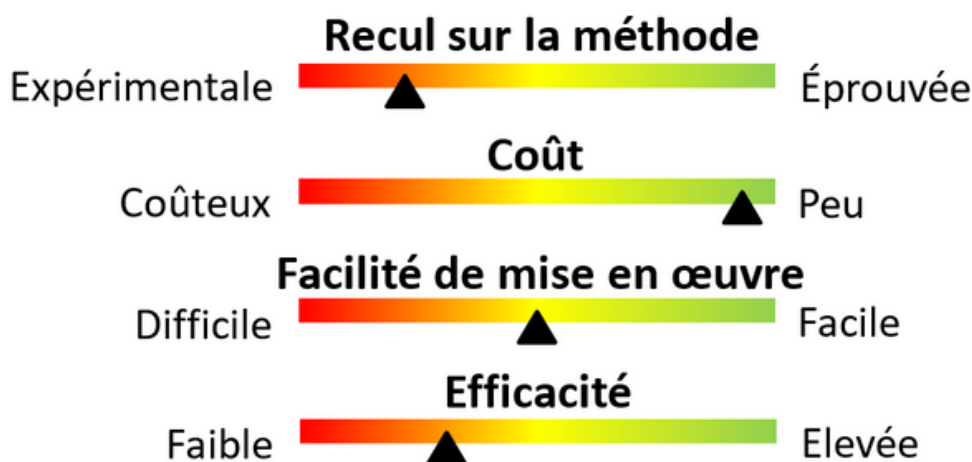 Recul sur la méthode
Expérimentale Éprouvée
Coût
Coûteux Peu
Facilité de mise en œuvre
Difficile Facile
Efficacité
Faible Elevée